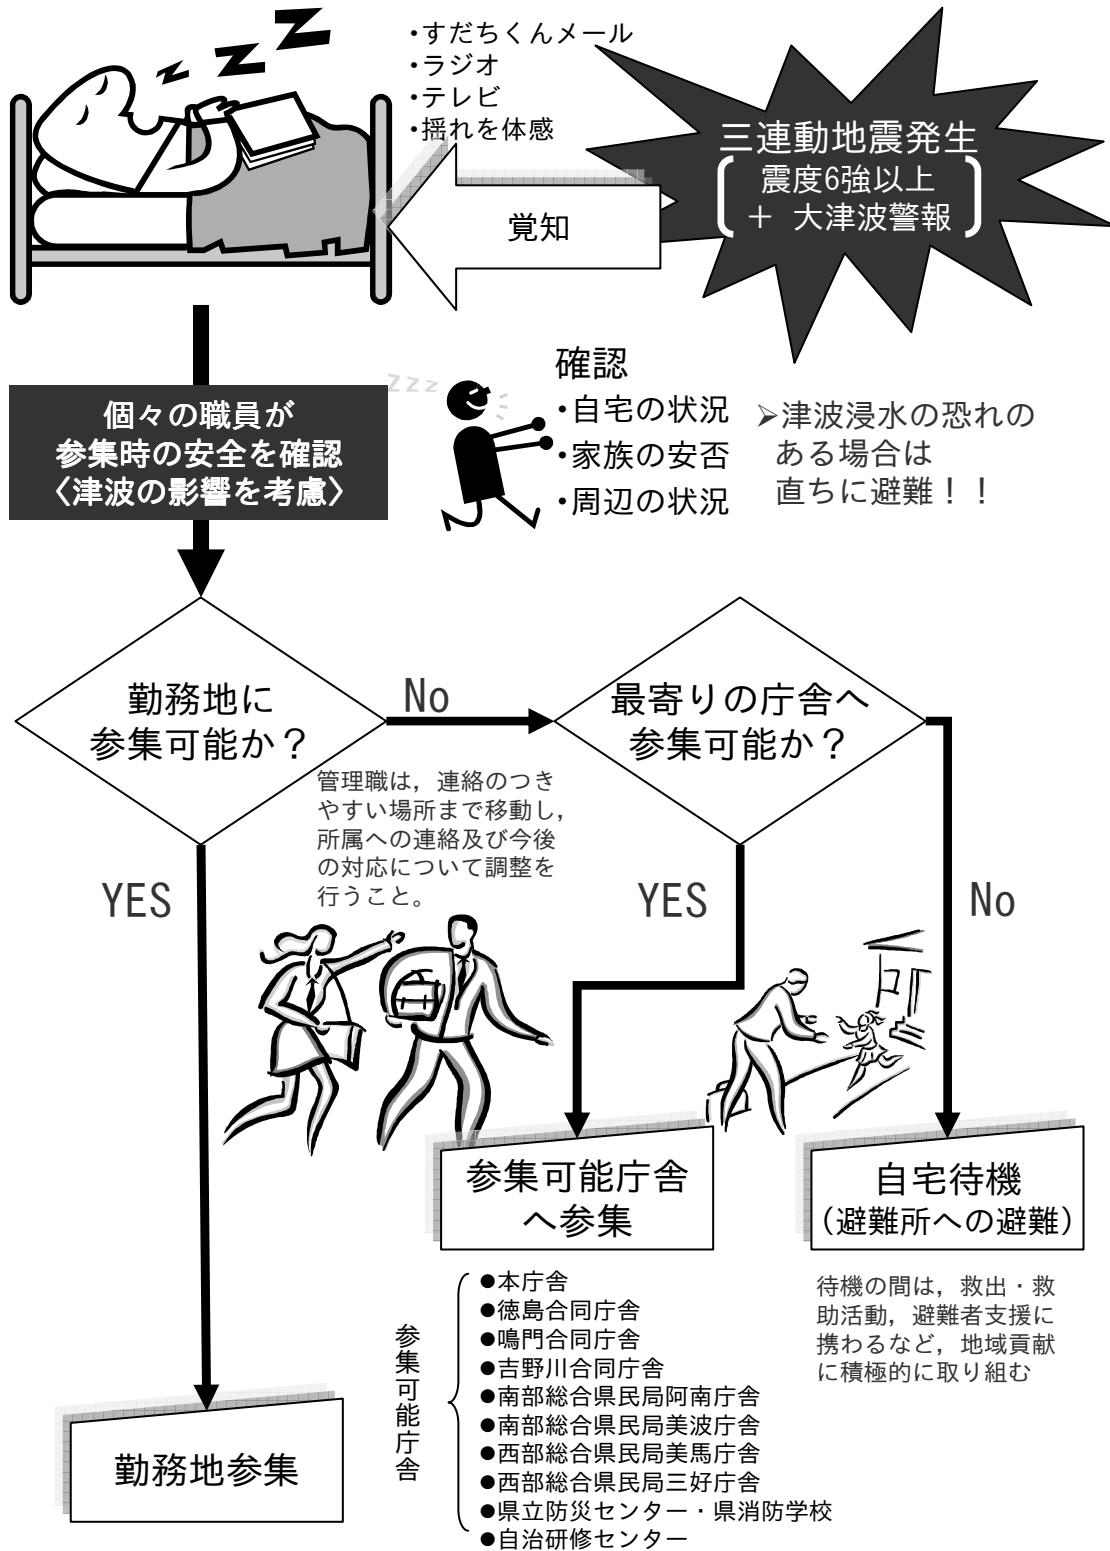 ・すだちくんメール
・ラジオ
・テレビ
・揺れを体感
三連動地震発生
震度6強以上
＋ 大津波警報
覚知
確認
・自宅の状況
・家族の安否
・周辺の状況
➢津波浸水の恐れの
ある場合は
直ちに避難！！
zzz
個々の職員が
参集時の安全を確認
〈津波の影響を考慮〉
勤務地に
参集可能か？
No
最寄りの庁舎へ
参集可能か？
管理職は，連絡のつき
やすい場所まで移動し，
所属への連絡及び今後
の対応について調整を
行うこと。
YES
YES
No
参集可能庁舎
へ参集
自宅待機
（避難所への避難）
待機の間は，救出・救
助活動，避難者支援に
携わるなど，地域貢献
に積極的に取り組む
参集可能庁舎
●本庁舎
●徳島合同庁舎
●鳴門合同庁舎
●吉野川合同庁舎
●南部総合県民局阿南庁舎
●南部総合県民局美波庁舎
●西部総合県民局美馬庁舎
●西部総合県民局三好庁舎
●県立防災センター・県消防学校
●自治研修センター
勤務地参集